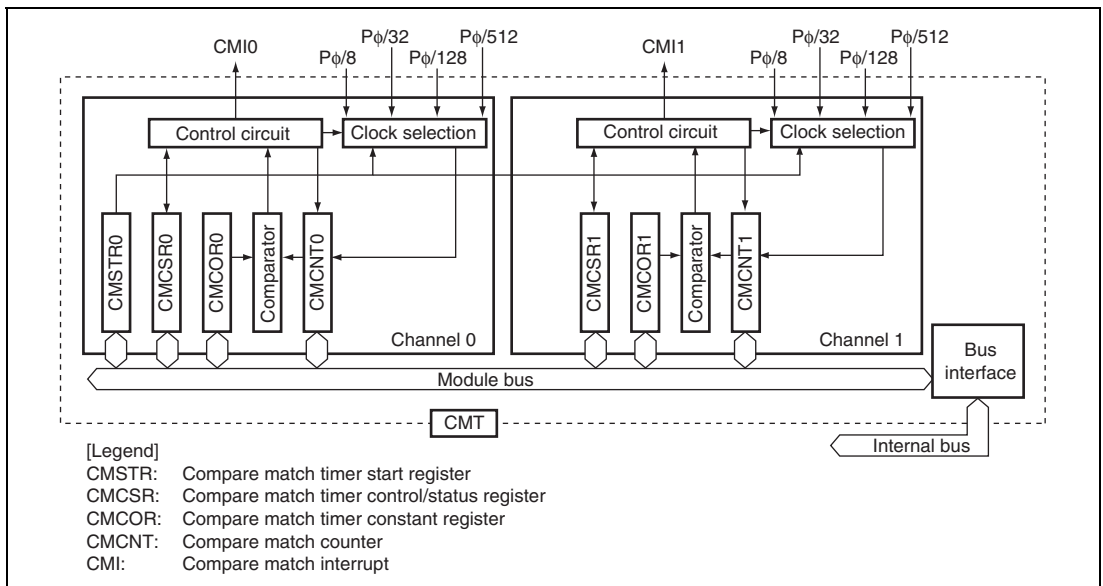 CMI0
Pφ/8
Pφ/32
Pφ/128
Pφ/512
CMI1
Pφ/8
Pφ/32
Pφ/128
Pφ/512
Control circuit
Clock selection
Control circuit
Clock selection
CMSTR0
CMCSR0
CMCOR0
Comparator
CMCNT0
CMCSR1
CMCOR1
Comparator
CMCNT1
Channel 0
Channel 1
Bus
interface
Module bus
CMT
Internal bus
[Legend]
CMSTR: Compare match timer start register
CMCSR: Compare match timer control/status register
CMCOR: Compare match timer constant register
CMCNT: Compare match counter
CMI: Compare match interrupt